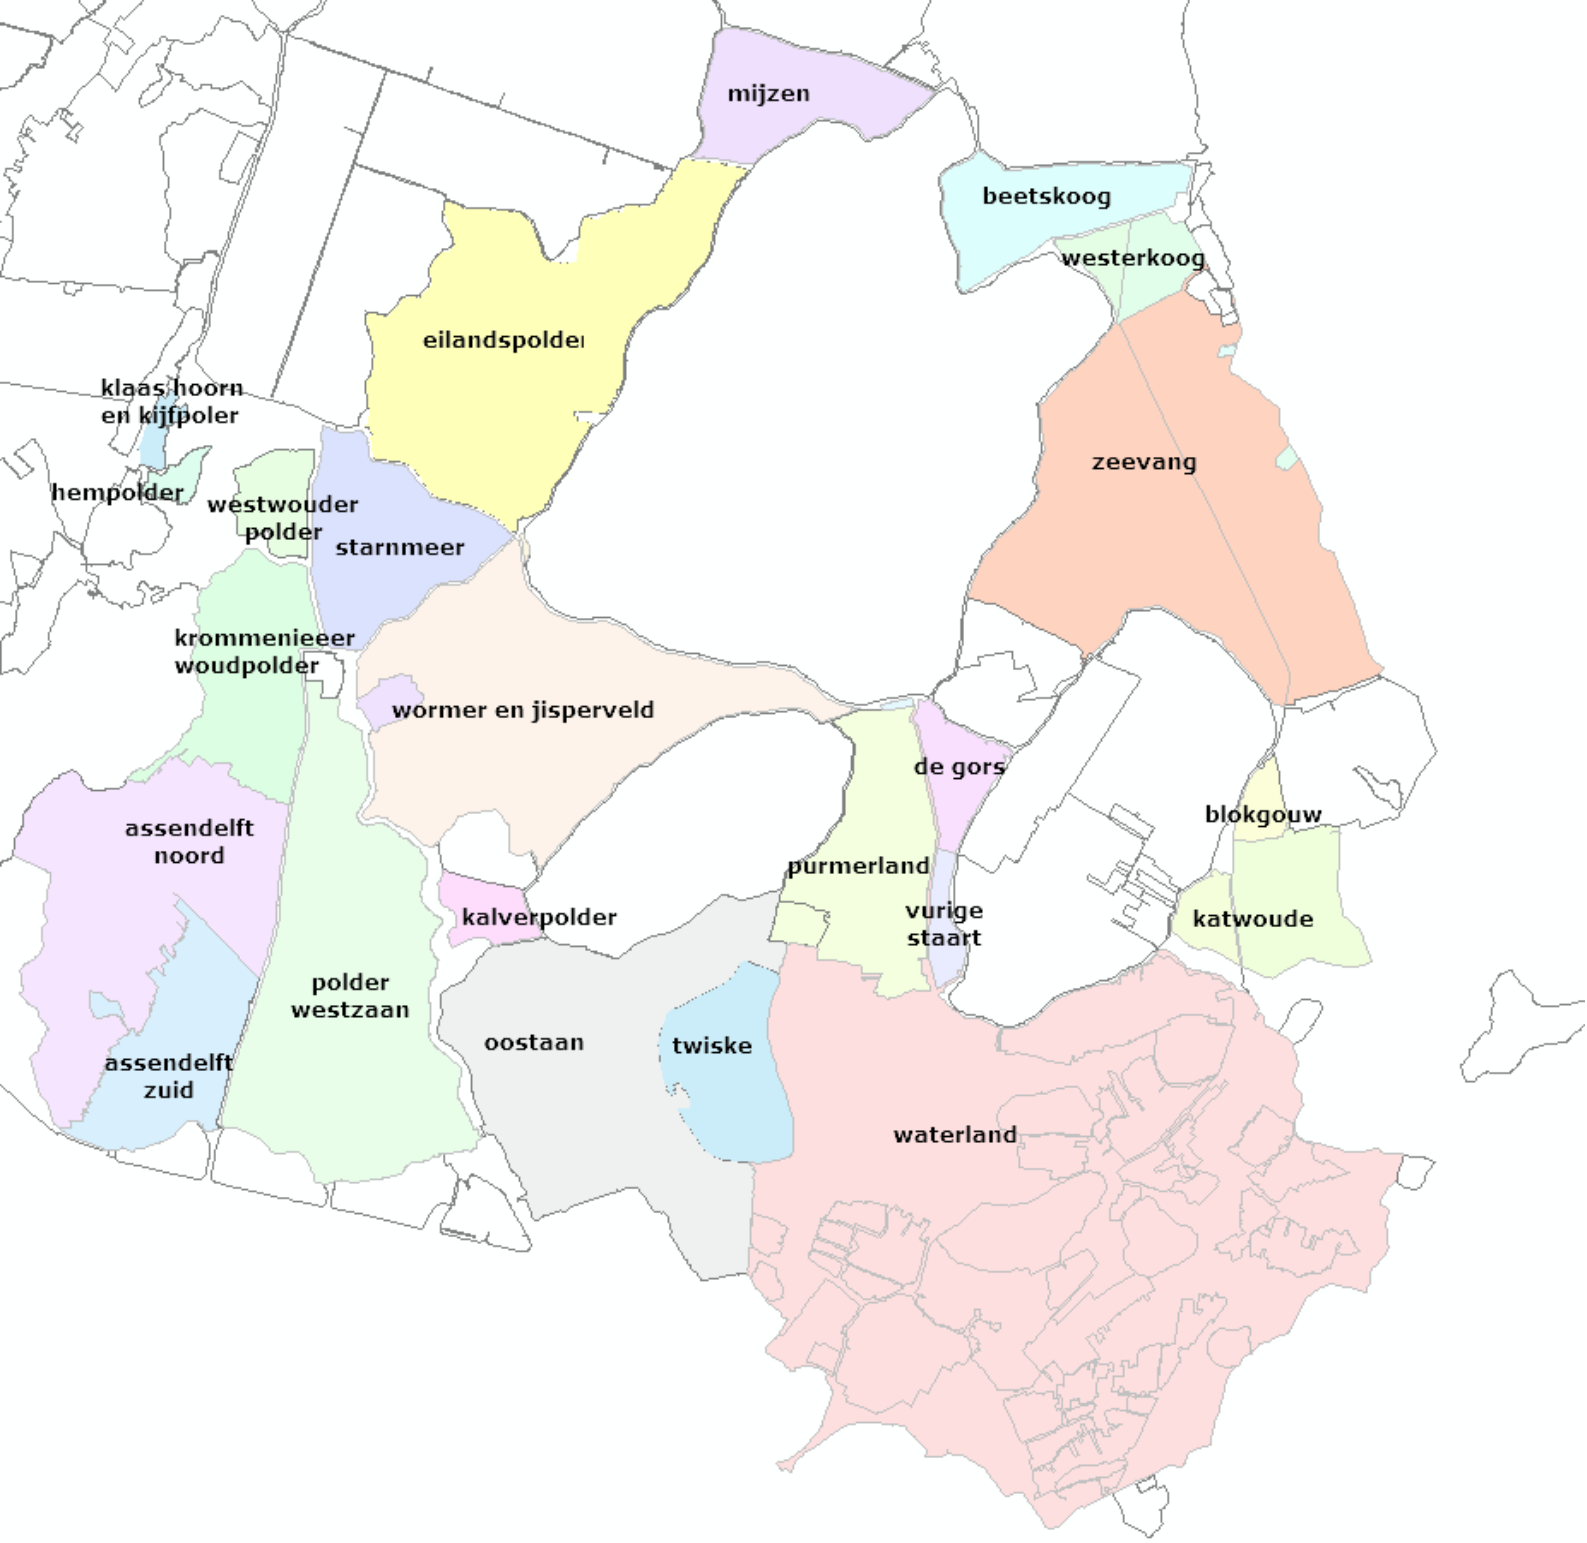 mijzen
beetskoog
westerkoog
eilandspolder
klaas hoorn
en kijfpoler
zeevang
hempolder
westwouder
polder
starnmeer
krommenieeer
woudpolder
wormer en jisperveld
de gors
blokgouw
assendelft
noord
purmerland
kalverpolder
vurige
staart
katwoude
polder
westzaan
oostaan
twiske
assendelft
zuid
waterland